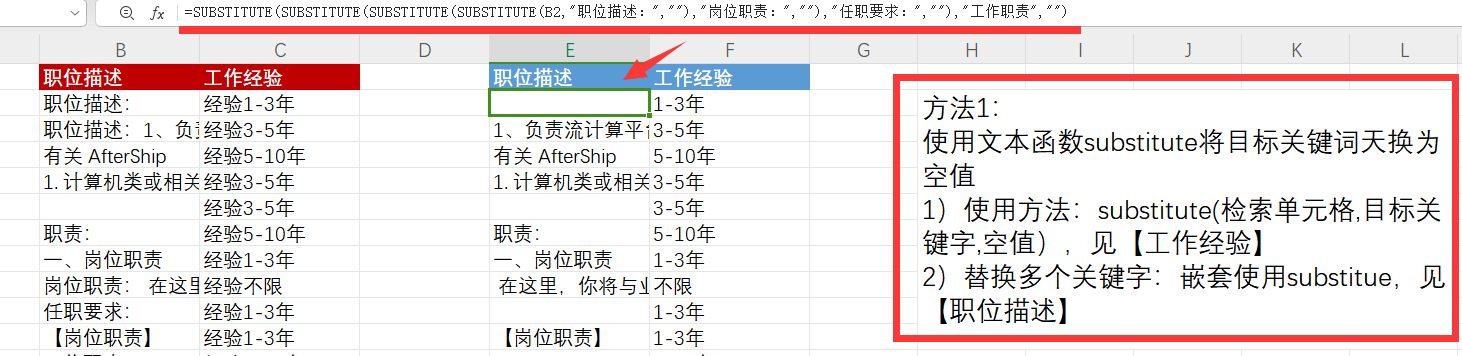 =SUBSTITUTE(SUBSTITUTE(SUBSTITUTE(SUBSTITUTE(B2,"职位描述：",""),"岗位职责：",""),"任职要求：",""),"工作职责","")
B C D E F G H I J K L
职位描述 工作经验 职位描述 工作经验
职位描述： 经验1-3年 1-3年
职位描述：1、负责 经验3-5年 1、负责流计算平台 3-5年
有关 AfterShip 经验5-10年 有关 AfterShip 5-10年
1. 计算机类或相关 经验3-5年 1. 计算机类或相关 3-5年
经验3-5年 3-5年
职责： 经验5-10年 职责： 5-10年
一、岗位职责 经验1-3年 一、岗位职责 1-3年
岗位职责： 在这里 经验不限 在这里，你将与业 不限
任职要求： 经验1-3年 1-3年
【岗位职责】 经验1-3年 【岗位职责】 1-3年
方法1：
使用文本函数substitute将目标关键词天换为
空值
1）使用方法：substitute(检索单元格,目标关
键字,空值），见【工作经验】
2）替换多个关键字：嵌套使用substitue，见
【职位描述】